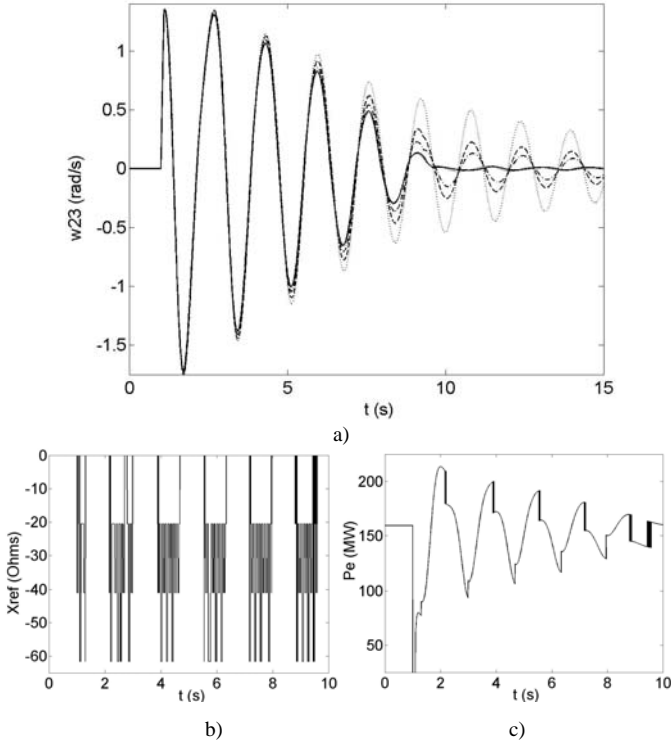 1
0.5
0
-0.5
-1
-1.5
w23 (rad/s)
0 5 10 15
t (s)
a)
0
-10
-20
-30
-40
-50
-60
Xref (Ohms)
0 2 4 6 8 10
t (s)
b)
200
150
100
50
Pe (MW)
0 2 4 6 8 10
t (s)
c)